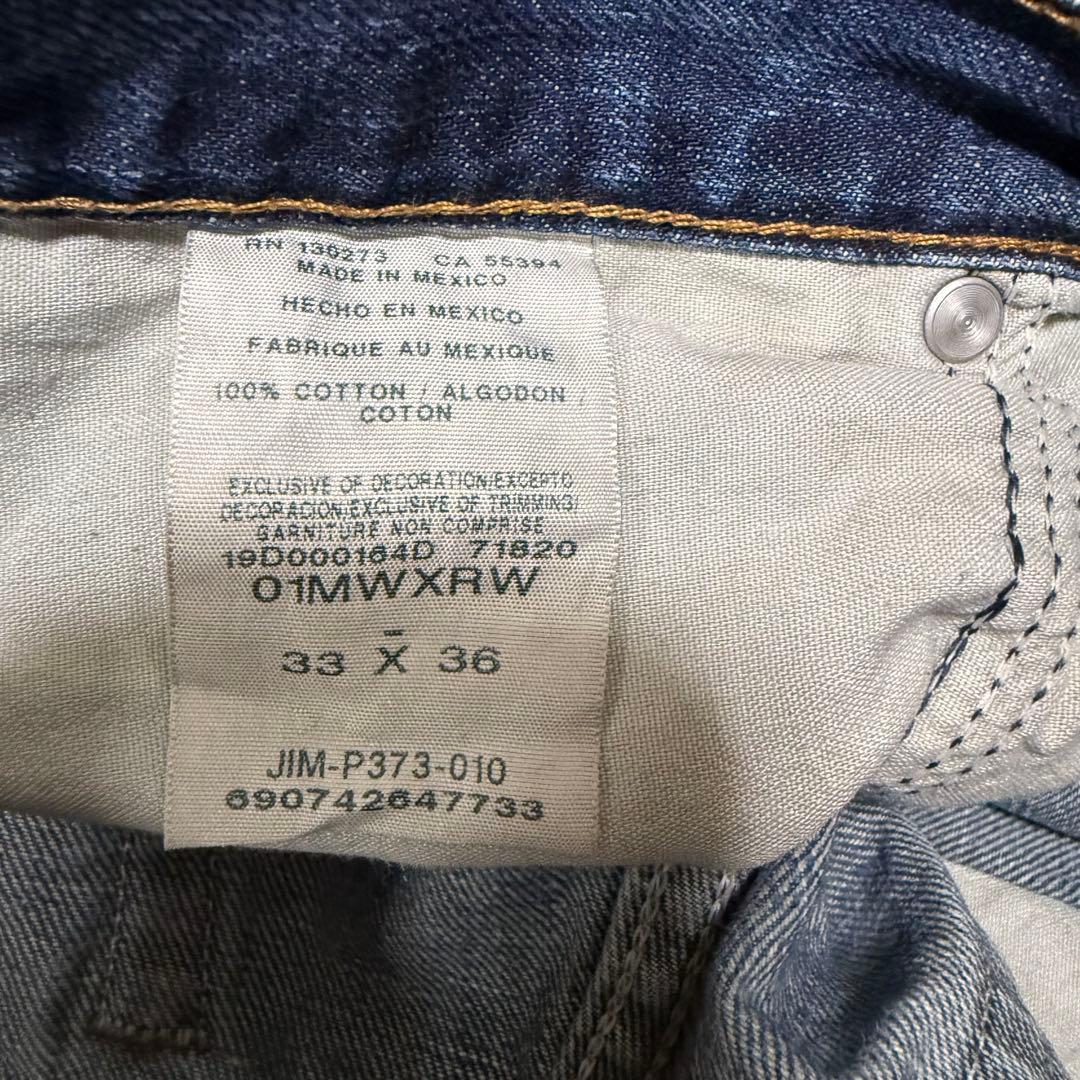 RN 136273 CA 55394
MADE IN MEXICO
HECHO EN MEXICO
FABRIQUE AU MEXIQUE
100% COTTON / ALGODON
COTON
EXCLUSIVE OF DECORATION/EXCEPTO
DECORACION/EXCLUSIVE OF TRIMMING/
GARNITURE NON COMPRISE
19D000164D 71820
01MWXRW
33 X 36
JIM-P373-010
690742647733